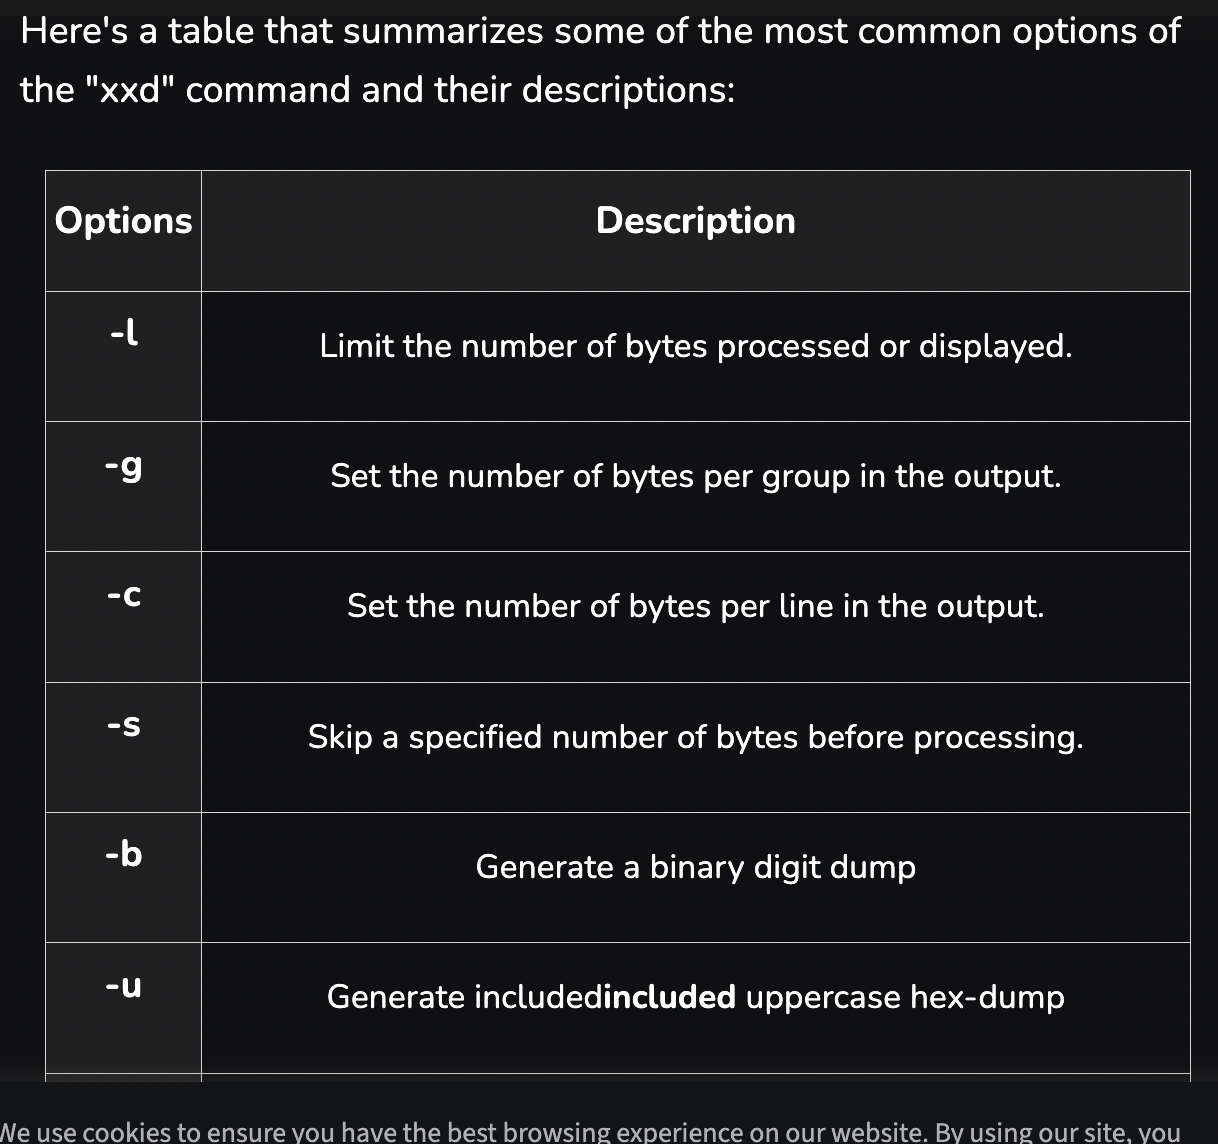 Here's a table that summarizes some of the most common options of
the "xxd" command and their descriptions:
Options Description
-l Limit the number of bytes processed or displayed.
-g Set the number of bytes per group in the output.
-c Set the number of bytes per line in the output.
-s Skip a specified number of bytes before processing.
-b Generate a binary digit dump
-u Generate includedincluded uppercase hex-dump
We use cookies to ensure you have the best browsing experience on our website. By using our site, you